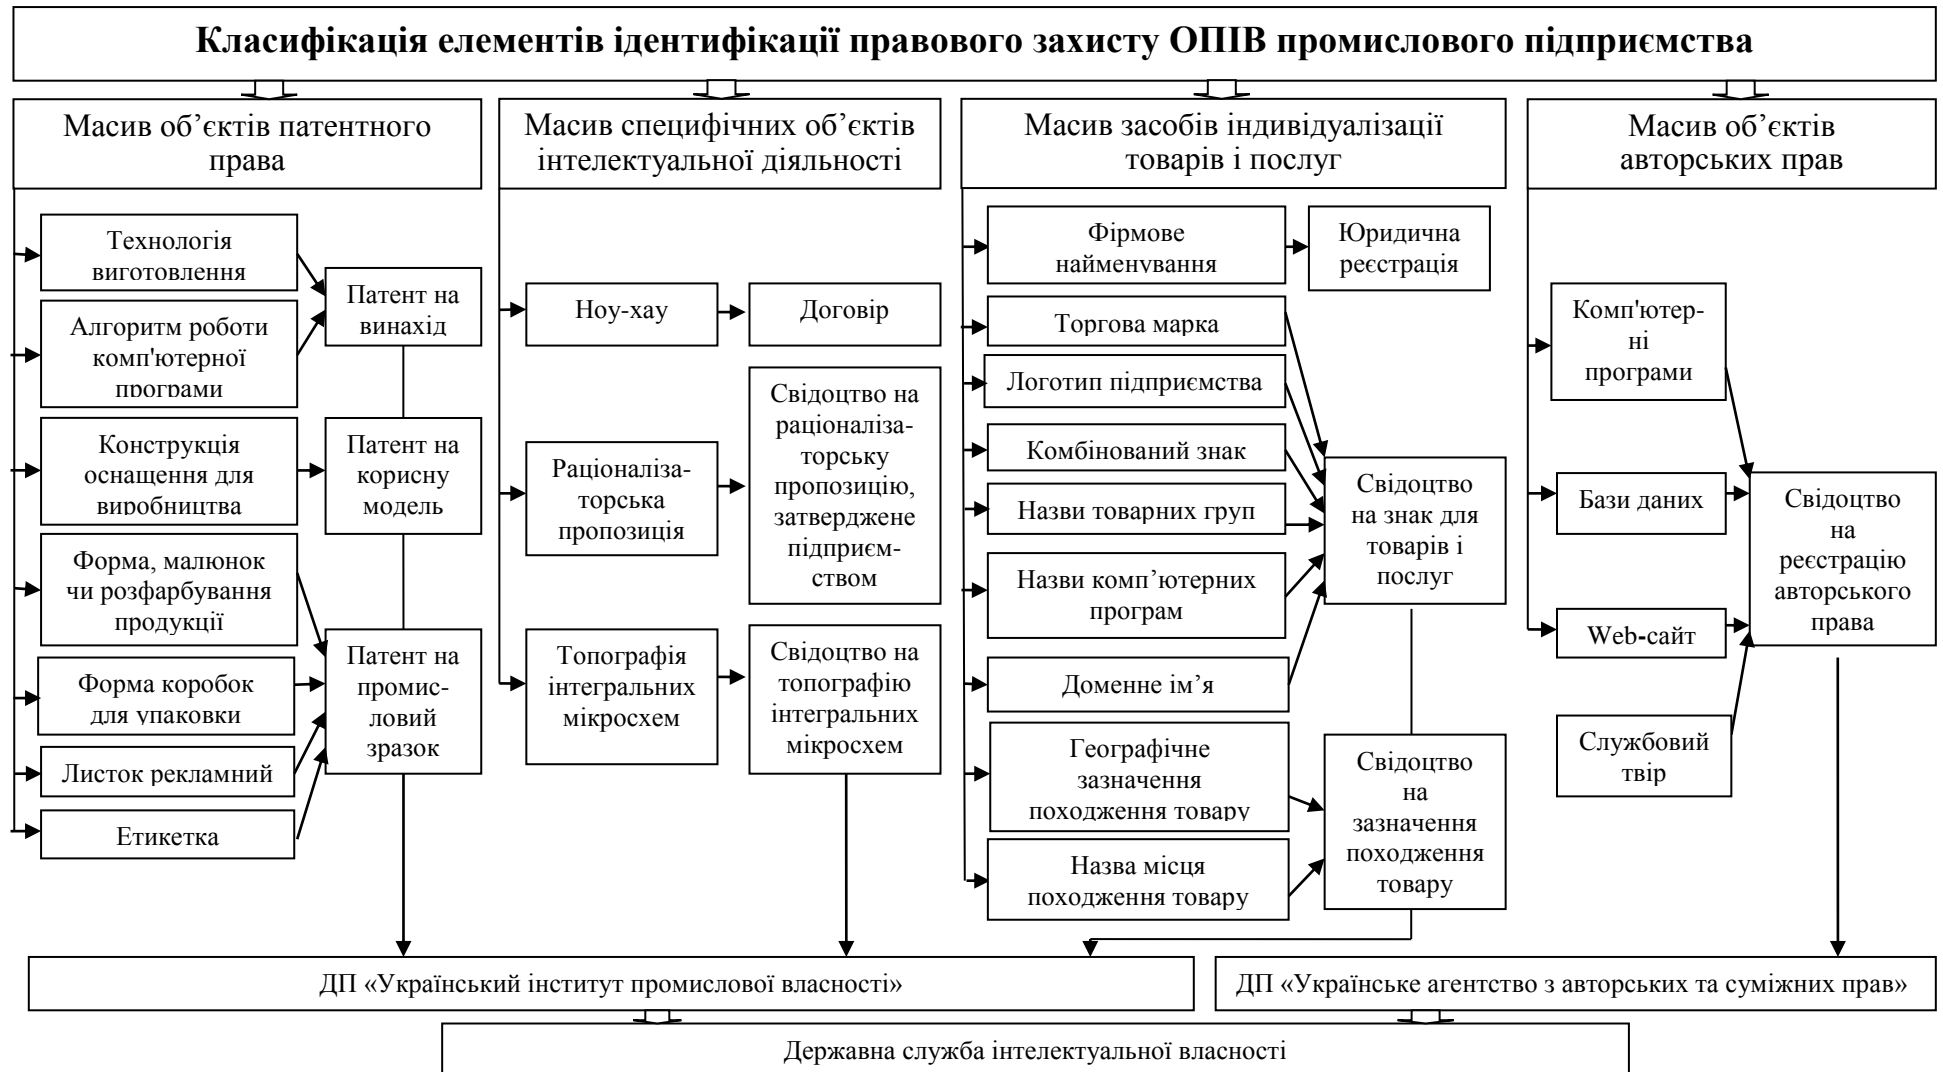 Класифікація елементів ідентифікації правового захисту ОПІВ промислового підприємства
Масив об’єктів патентного
права
Масив специфічних об’єктів
інтелектуальної діяльності
Масив засобів індивідуалізації
товарів і послуг
Масив об’єктів
авторських прав
Технологія
виготовлення
Алгоритм роботи
комп'ютерної
програми
Конструкція
оснащення для
виробництва
Форма, малюнок
чи розфарбування
продукції
Форма коробок
для упаковки
Листок рекламний
Етикетка
Патент на
винахід
Патент на
корисну
модель
Патент на
промис-
ловий
зразок
Ноу-хау
Договір
Раціоналіза-
торська
пропозиція
Свідоцтво на
раціоналіза-
торську
пропозицію,
затверджене
підприєм-
ством
Топографія
інтегральних
мікросхем
Свідоцтво на
топографію
інтегральних
мікросхем
Фірмове
найменування
Юридична
реєстрація
Торгова марка
Логотип підприємства
Комбінований знак
Назви товарних груп
Назви комп’ютерних
програм
Доменне ім’я
Географічне
зазначення
походження товару
Назва місця
походження товару
Свідоцтво
на знак для
товарів і
послуг
Свідоцтво
на
зазначення
походження
товару
Комп'ютер-
ні
програми
Бази даних
Web-сайт
Службовий
твір
Свідоцтво
на
реєстрацію
авторського
права
ДП «Український інститут промислової власності»
ДП «Українське агентство з авторських та суміжних прав»
Державна служба інтелектуальної власності